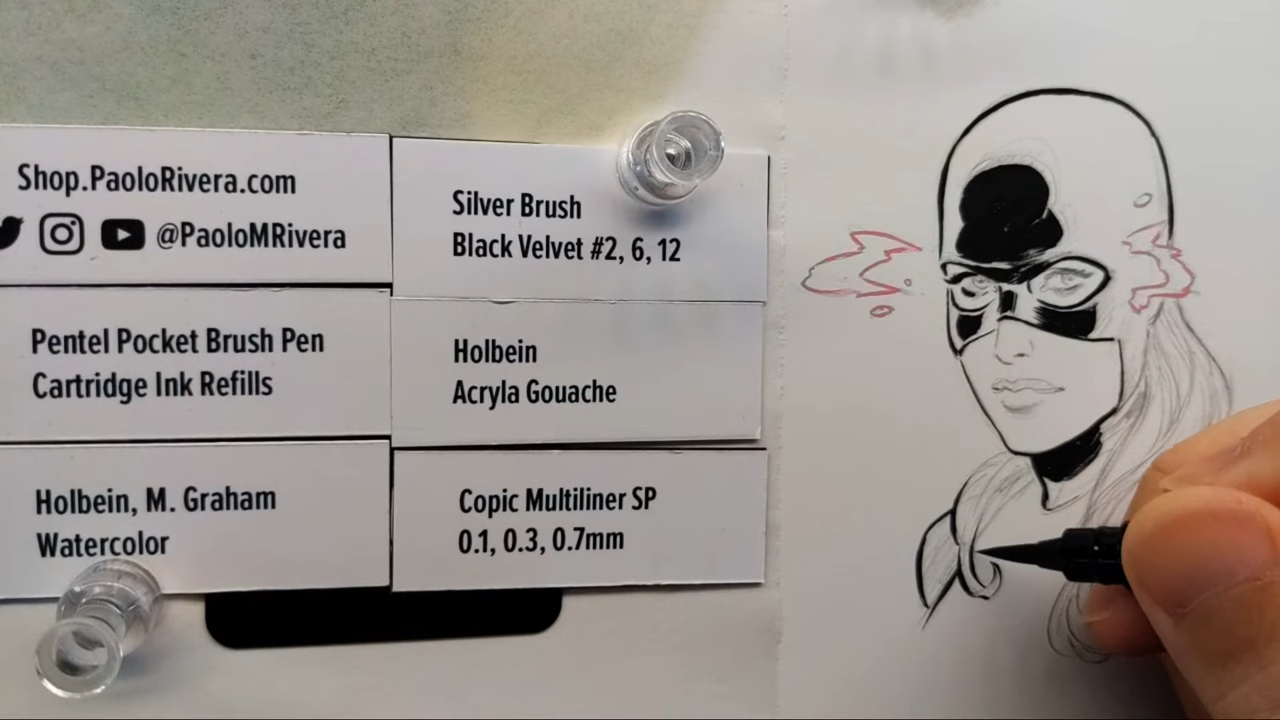 Shop.PaoloRivera.com
@PaoloMRivera
Pentel Pocket Brush Pen
Cartridge Ink Refills
Holbein, M. Graham
Watercolor
Silver Brush
Black Velvet #2, 6, 12
Holbein
Acryla Gouache
Copic Multiliner SP
0.1, 0.3, 0.7mm